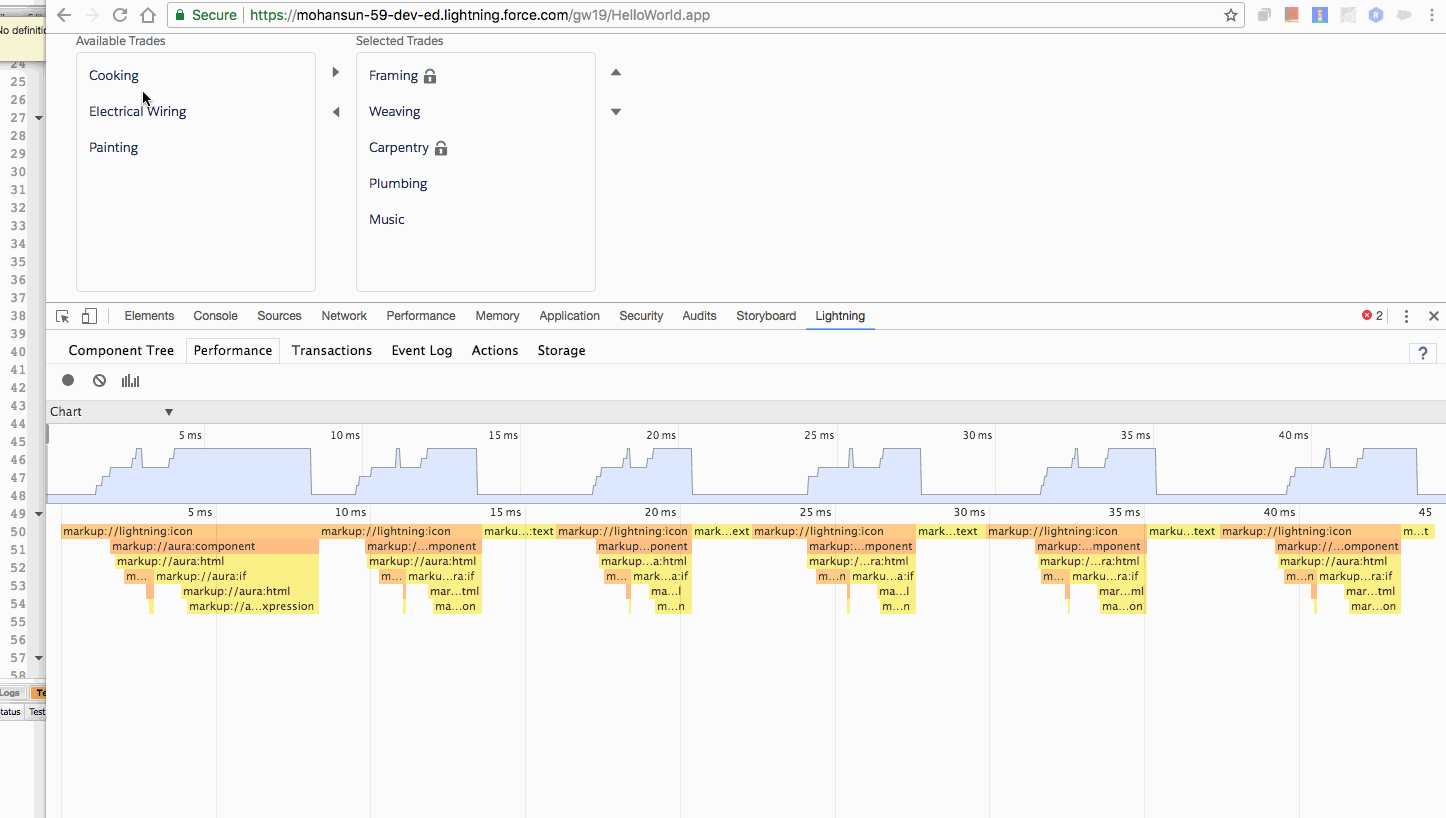 Secure https://mohansun-59-dev-ed.lightning.force.com/gw19/HelloWorld.app
R
No definitio
Available Trades
Selected Trades
Cooking
Electrical Wiring
Painting
Framing
Weaving
Carpentry
Plumbing
Music
24
25
26
27
28
29
30
31
32
33
34
35
36
37
38
39
40
41
42
43
44
45
46
47
48
49
50
51
52
53
54
55
56
57
58
Logs Te
tatus Test
Elements Console Sources Network Performance Memory Application Security Audits Storyboard Lightning 2
Component Tree Performance Transactions Event Log Actions Storage ?
Chart
5 ms 10 ms 15 ms 20 ms 25 ms 30 ms 35 ms 40 ms
5 ms 10 ms 15 ms 20 ms 25 ms 30 ms 35 ms 40 ms 45
markup://lightning:icon markup://lightning:icon marku...:text markup://lightning:icon mark...ext markup://lightning:icon mark...text markup://lightning:icon marku...:text markup://lightning:icon m...t
markup://aura:component markup:/...mponent markup...ponent markup:...mponent markup:...mponent markup://...omponent
markup://aura:html markup://aura:html markup...a:html markup:/...ra:html markup:/...ra:html markup://aura:html
m... markup://aura:if m... marku...ra:if m... mark...a:if m...n marku...a:if m... marku...ra:if m...n markup...ra:if
markup://aura:html mar...tml ma...l ma...l mar...ml mar...tml
markup://a...xpression ma...on m...n m...n ma...on mar...on